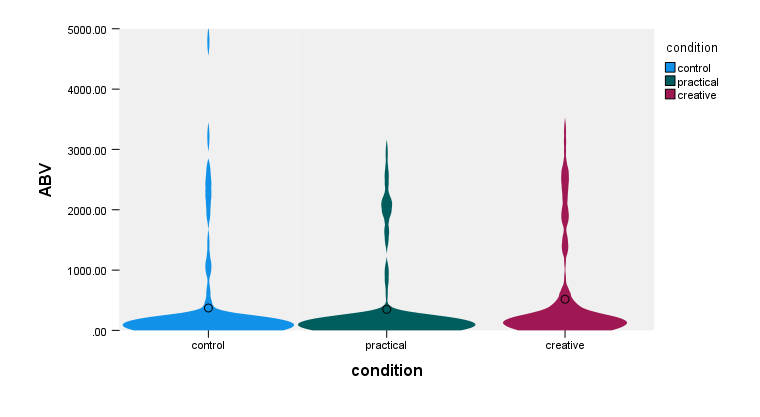 5000.00
4000.00
3000.00
2000.00
1000.00
.00
ABV
control
practical
creative
condition
condition
control
practical
creative